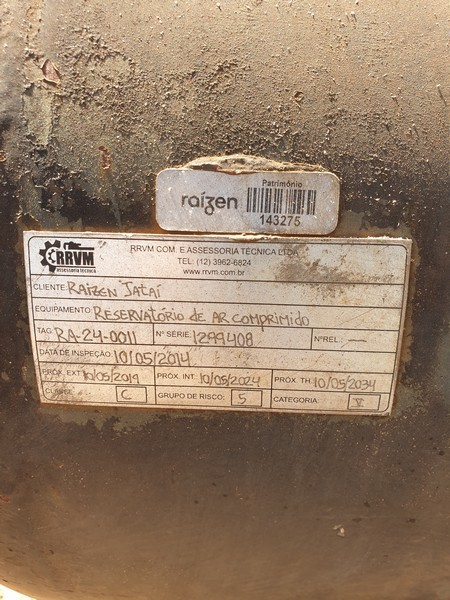 Patrimônio
raízen
143275
RRVM
ASSESSORIA TÉCNICA
RRVM COM. E ASSESSORIA TÉCNICA LTDA
TEL: (12) 3962-6824
www.rrvm.com.br
CLIENTE: RAÍZEN JATAÍ
EQUIPAMENTO: RESERVATÓRIO DE AR COMPRIMIDO
TAG: RA-24-0011 Nº SÉRIE: 1299408 Nº REL. —
DATA DE INSPEÇÃO: 10/05/2014
PRÓX. EXT: 10/05/2019 PRÓX. INT: 10/05/2024 PRÓX. TH: 10/05/2034
CLASSE: C GRUPO DE RISCO: 5 CATEGORIA: V